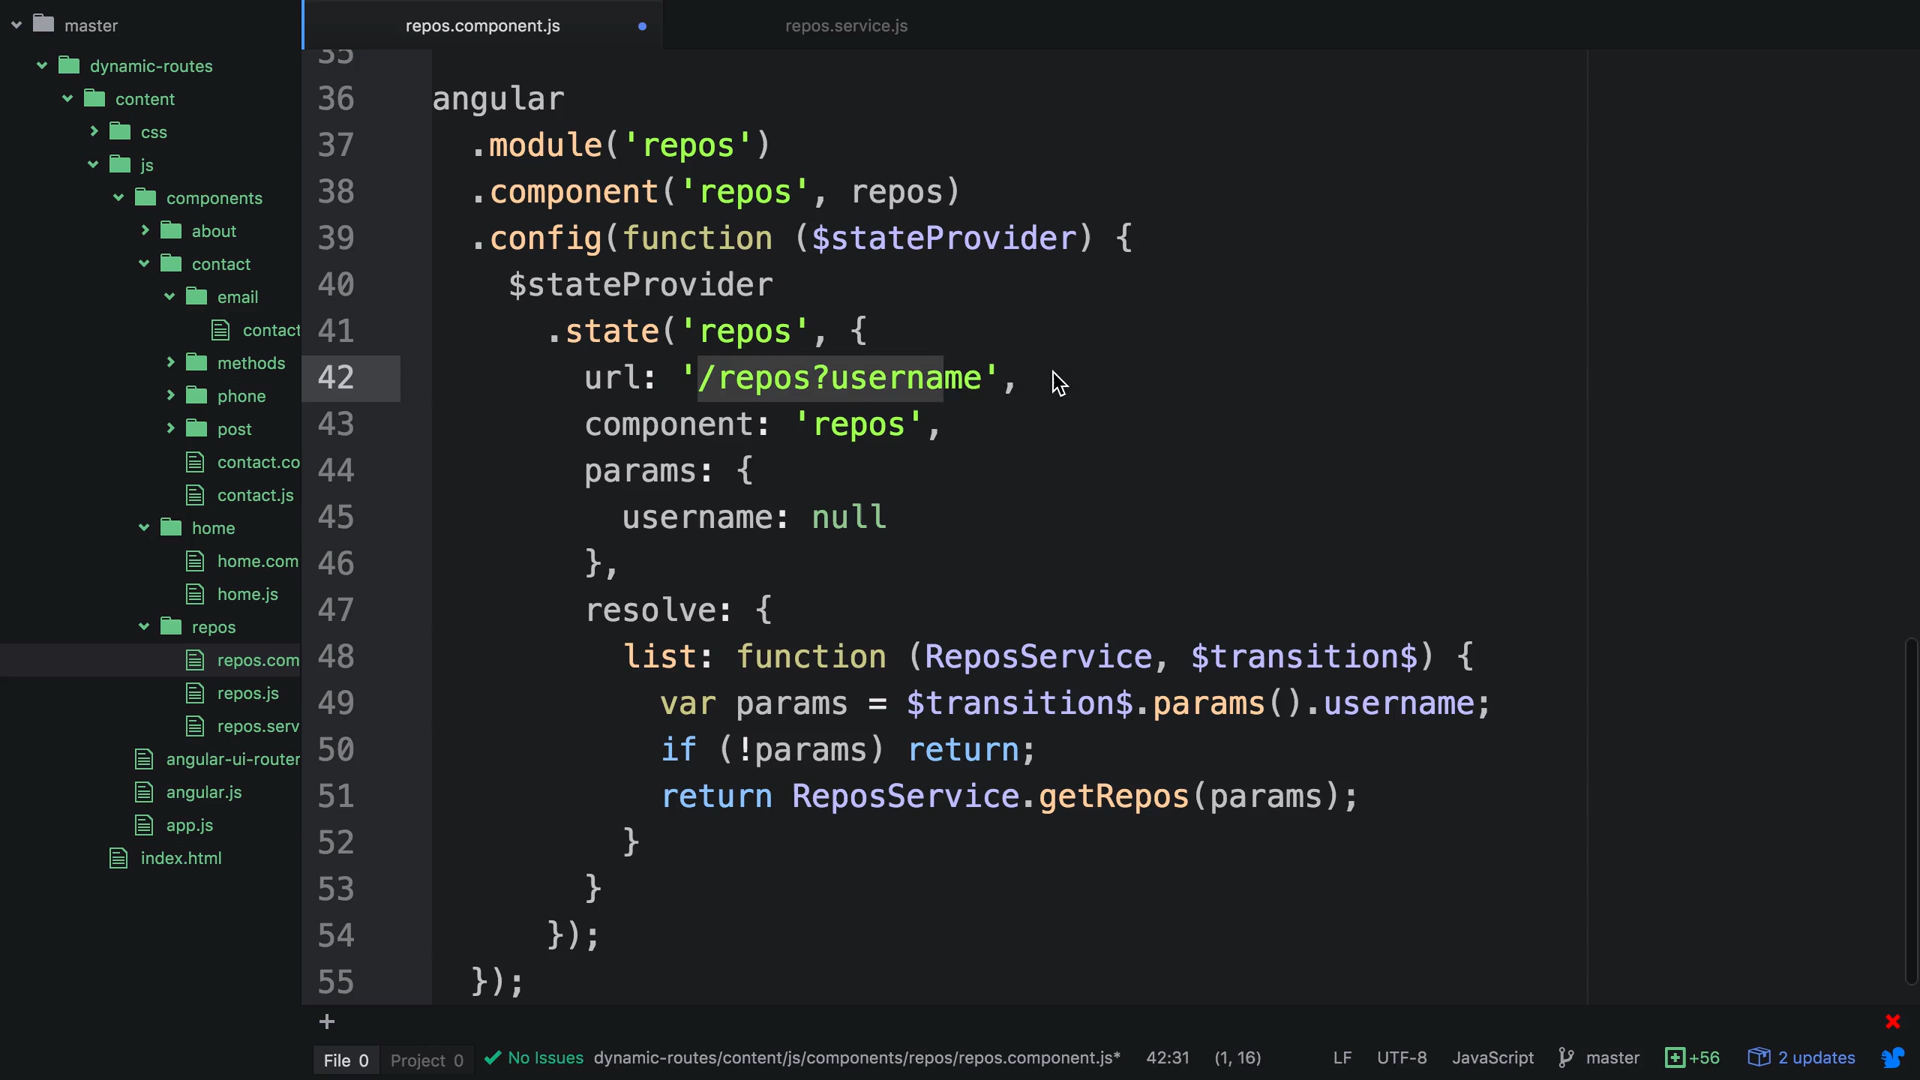 master
repos.component.js
repos.service.js
dynamic-routes
content
css
js
components
about
contact
email
contact
methods
phone
post
contact.co
contact.js
home
home.com
home.js
repos
repos.com
repos.js
repos.serv
angular-ui-router
angular.js
app.js
index.html
35
36 angular
37 .module('repos')
38 .component('repos', repos)
39 .config(function ($stateProvider) {
40 $stateProvider
41 .state('repos', {
42 url: '/repos?username',
43 component: 'repos',
44 params: {
45 username: null
46 },
47 resolve: {
48 list: function (ReposService, $transition$) {
49 var params = $transition$.params().username;
50 if (!params) return;
51 return ReposService.getRepos(params);
52 }
53 }
54 });
55 });
+
File 0 Project 0 No Issues dynamic-routes/content/js/components/repos/repos.component.js* 42:31 (1, 16) LF UTF-8 JavaScript master +56 2 updates